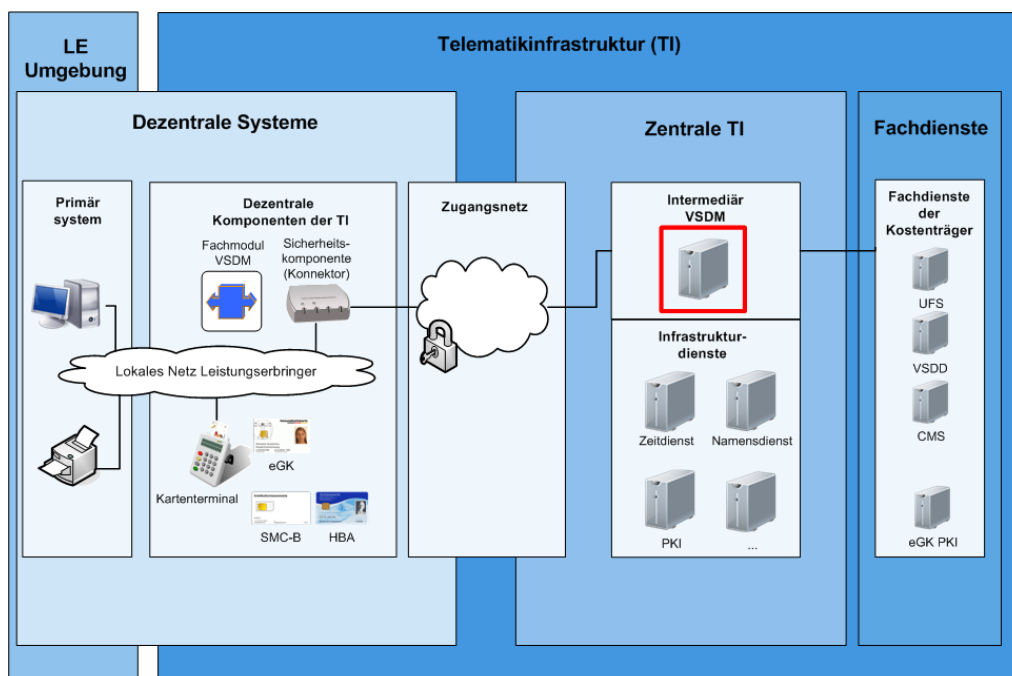 LE
Umgebung
Telematikinfrastruktur (TI)
Dezentrale Systeme
Zentrale TI
Fachdienste
Primär
system
Dezentrale
Komponenten der TI
Fachmodul
VSDM
Sicherheits-
komponente
(Konnektor)
Zugangsnetz
Intermediär
VSDM
Fachdienste
der
Kostenträger
UFS
VSDD
CMS
eGK PKI
Lokales Netz Leistungserbringer
Infrastruktur-
dienste
Zeitdienst
Namensdienst
PKI
...
Kartenterminal
eGK
SMC-B
HBA